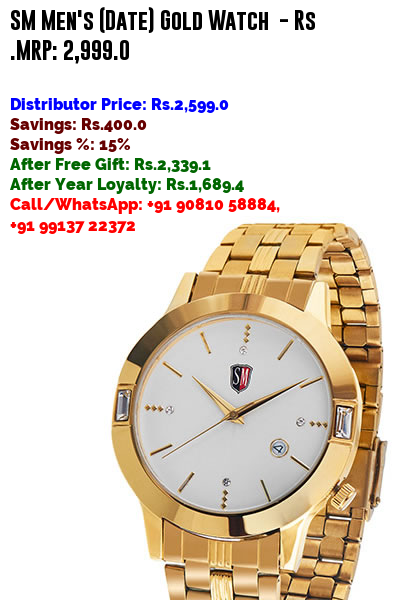 SM Men's (Date) Gold Watch - Rs
.MRP: 2,999.0
Distributor Price: Rs.2,599.0
Savings: Rs.400.0
Savings %: 15%
After Free Gift: Rs.2,339.1
After Year Loyalty: Rs.1,689.4
Call/WhatsApp: +91 90810 58884,
+91 99137 22372
SM